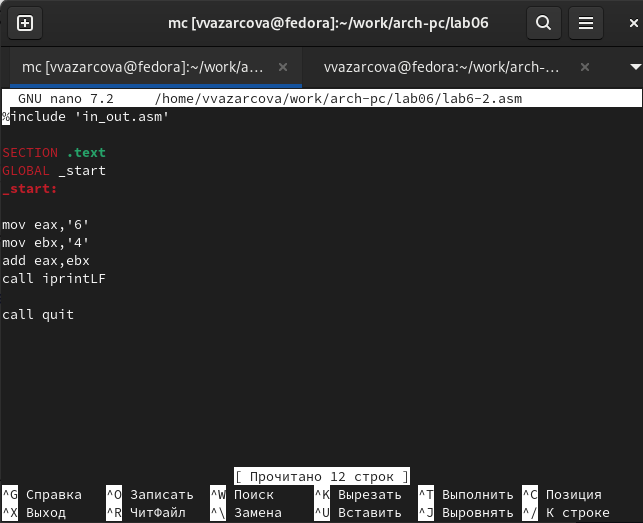 mc [vvazarcova@fedora]:~/work/arch-pc/lab06
mc [vvazarcova@fedora]:~/work/a… × vvazarcova@fedora:~/work/arch-… ×
GNU nano 7.2 /home/vvazarcova/work/arch-pc/lab06/lab6-2.asm
%include 'in_out.asm'
SECTION .text
GLOBAL _start
_start:
mov eax,'6'
mov ebx,'4'
add eax,ebx
call iprintLF
call quit
[ Прочитано 12 строк ]
^G Справка ^O Записать ^W Поиск ^K Вырезать ^T Выполнить ^C Позиция
^X Выход ^R ЧитФайл ^\ Замена ^U Вставить ^J Выровнять ^/ К строке